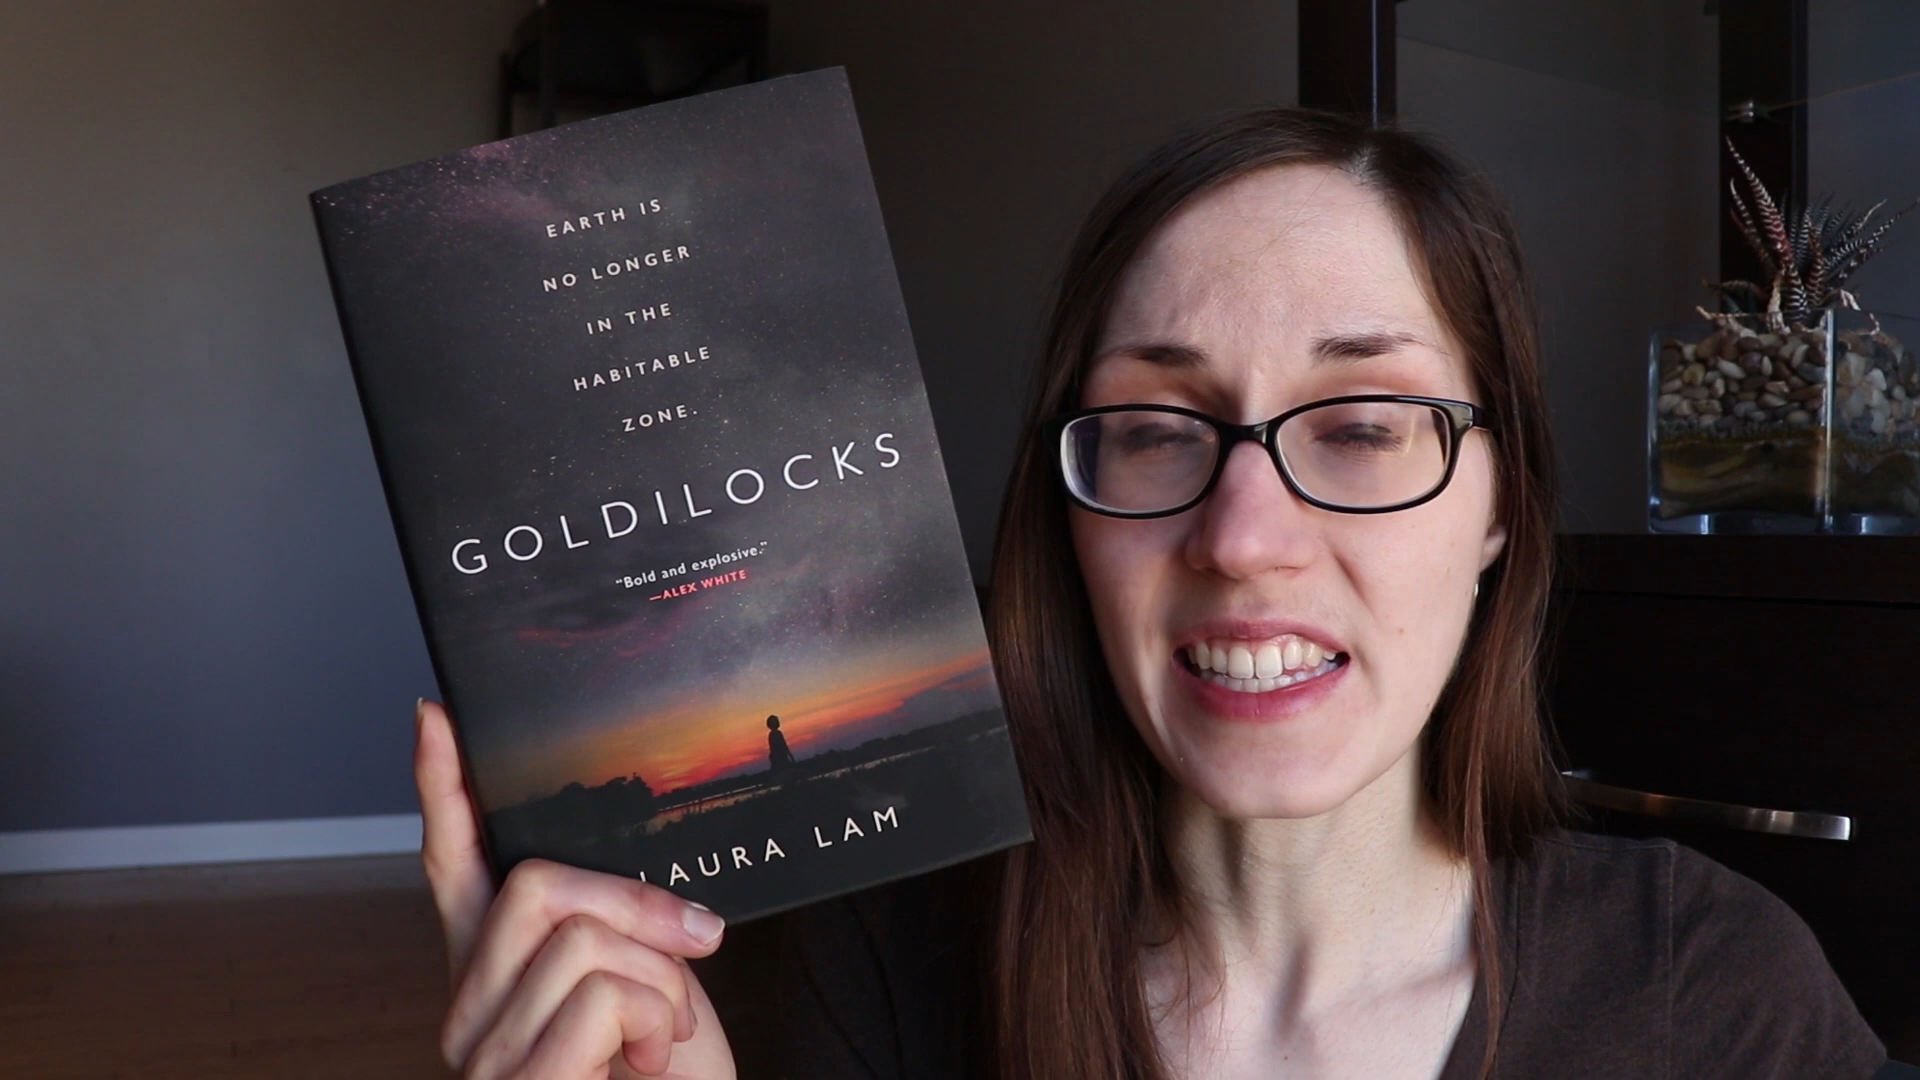 EARTH IS
NO LONGER
IN THE
HABITABLE
ZONE.
GOLDILOCKS
"Bold and explosive."
—ALEX WHITE
LAURA LAM